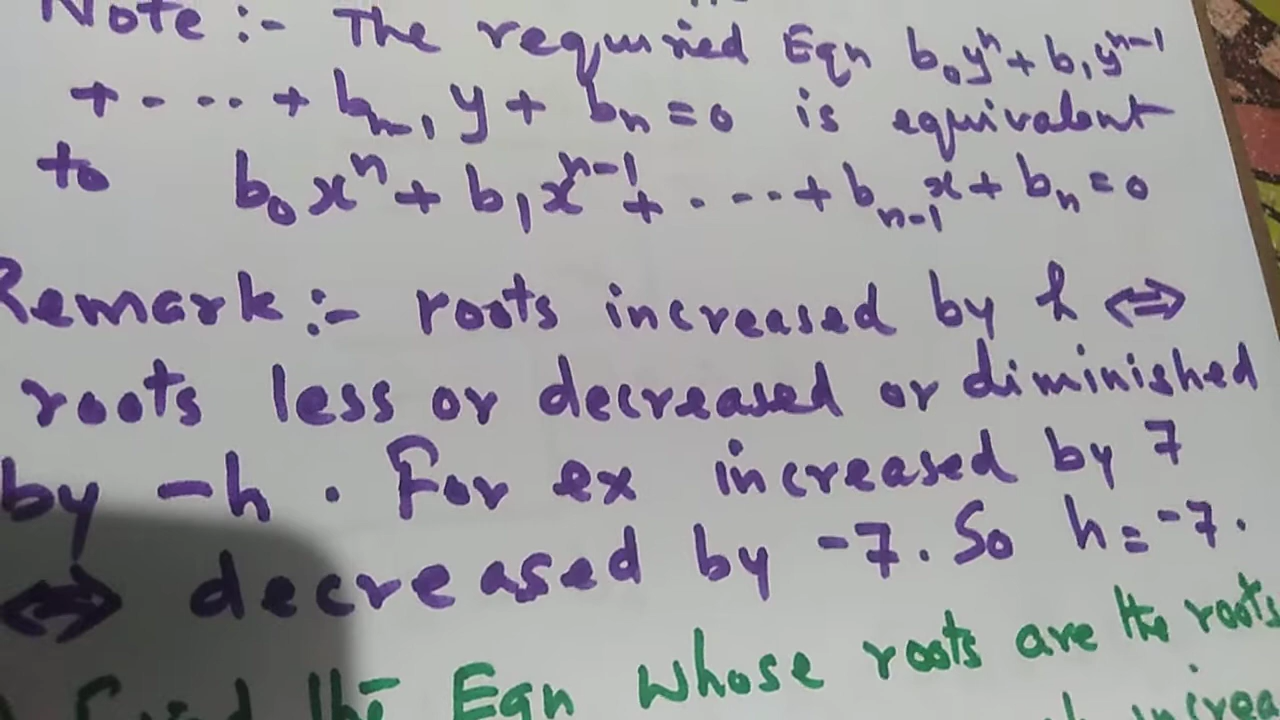 Note :- The required Eqn b₀yⁿ + b₁yⁿ⁻¹
+ - - - + bₙ₋₁ y + bₙ = 0 is equivalent
to b₀xⁿ + b₁xⁿ⁻¹ + - - - - + bₙ₋₁x + bₙ = 0
Remark :- roots increased by h ⇔
roots less or decreased or diminished
by -h . For ex increased by 7
⇔ decreased by -7. So h = -7.
Find the Eqn whose roots are the roots